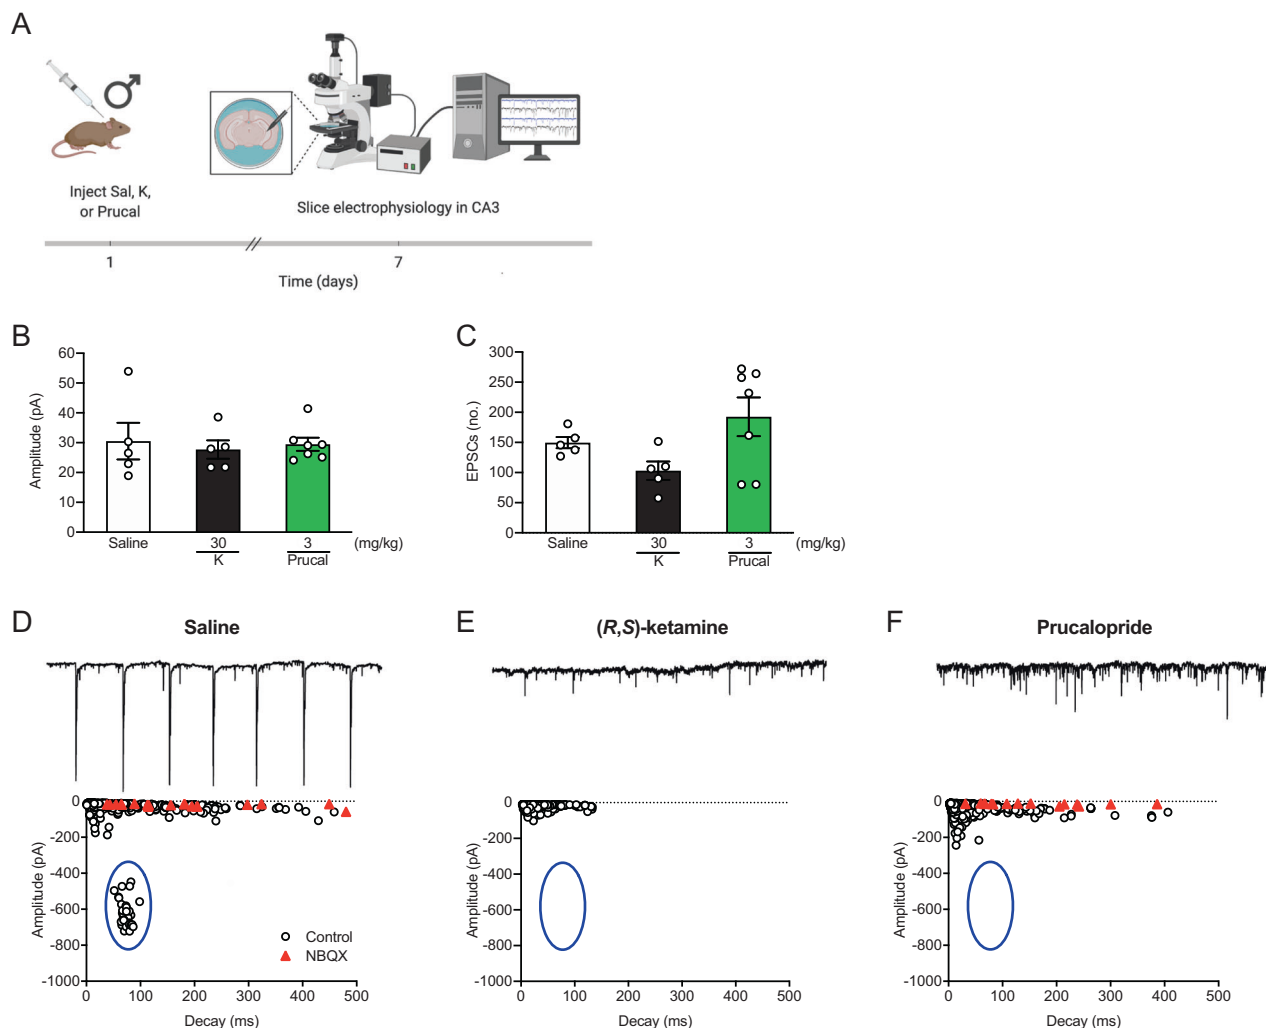 A
Inject Sal, K,
or Prucal
Slice electrophysiology in CA3
1
7
Time (days)
B
Amplitude (pA)
60
50
40
30
20
10
0
Saline
30
3
(mg/kg)
K
Prucal
C
EPSCs (no.)
300
250
200
150
100
50
0
Saline
30
3
(mg/kg)
K
Prucal
D
Saline
Amplitude (pA)
0
-200
-400
-600
-800
-1000
Control
NBQX
0
100
200
300
400
500
Decay (ms)
E
(R,S)-ketamine
Amplitude (pA)
0
-200
-400
-600
-800
-1000
0
100
200
300
400
500
Decay (ms)
F
Prucalopride
Amplitude (pA)
0
-200
-400
-600
-800
-1000
0
100
200
300
400
500
Decay (ms)